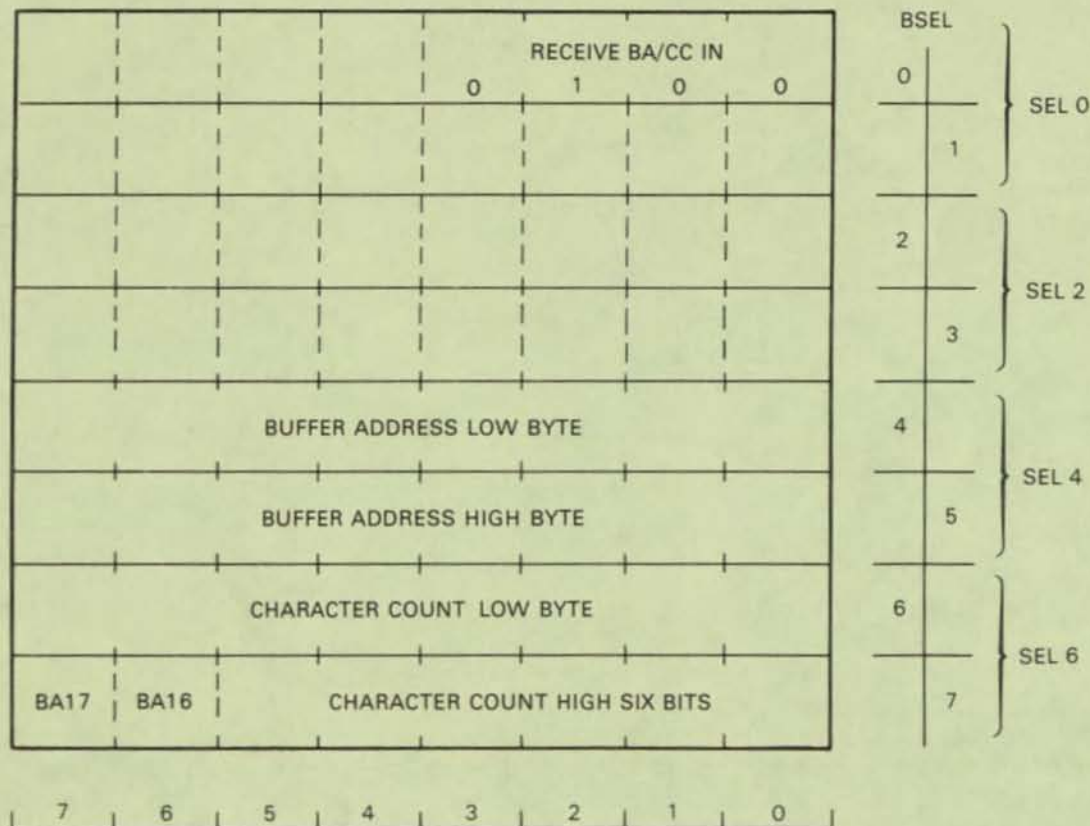 BSEL
RECEIVE BA/CC IN
0 1 0 0
0
SEL 0
1
2
SEL 2
3
BUFFER ADDRESS LOW BYTE
4
SEL 4
BUFFER ADDRESS HIGH BYTE
5
CHARACTER COUNT LOW BYTE
6
SEL 6
BA17 BA16 CHARACTER COUNT HIGH SIX BITS
7
7 6 5 4 3 2 1 0